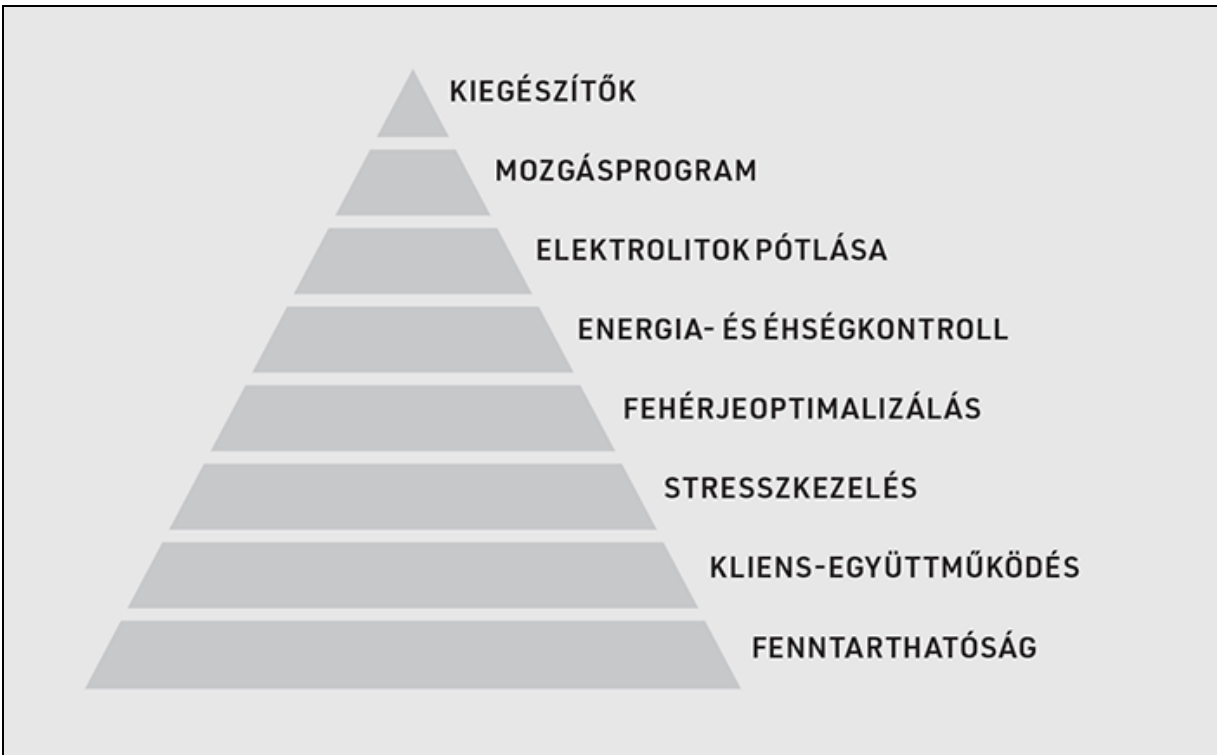 KIEGÉSZÍTŐK
MOZGÁSPROGRAM
ELEKTROLITOK PÓTLÁSA
ENERGIA- ÉS ÉHSÉGKONTROLL
FEHÉRJEOPTIMALIZÁLÁS
STRESSZKEZELÉS
KLIENS-EGYÜTTMŰKÖDÉS
FENNTARTHATÓSÁG